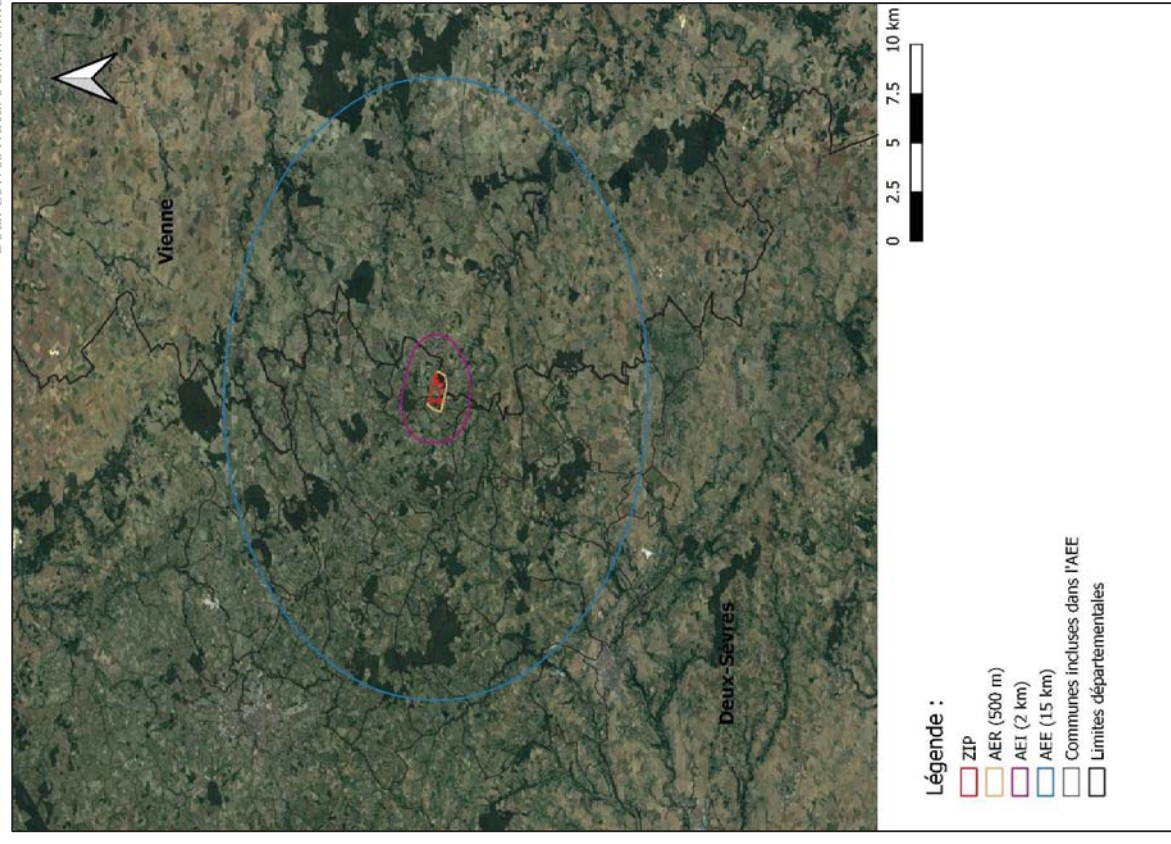 Vienne
Deux-Sèvres
Légende :
ZIP
AER (500 m)
AEI (2 km)
AEE (15 km)
Communes incluses dans l'AEE
Limites départementales
0 2.5 5 7.5 10 km